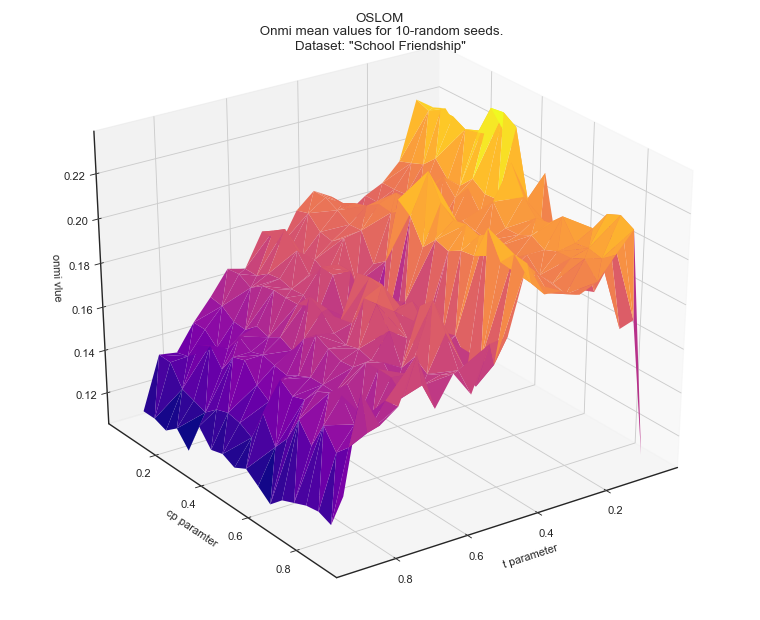 OSLOM
Onmi mean values for 10-random seeds.
Dataset: "School Friendship"
0.22
0.20
0.18
0.16
0.14
0.12
onmi vlue
0.2
0.4
0.6
0.8
cp paramter
0.8
0.6
0.4
0.2
t parameter